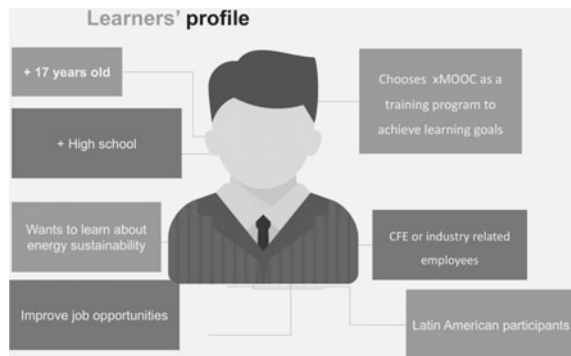 Learners' profile
+ 17 years old
Chooses xMOOC as a
training program to
achieve learning goals
+ High school
Wants to learn about
energy sustainability
CFE or industry related
employees
Improve job opportunities
Latin American participants